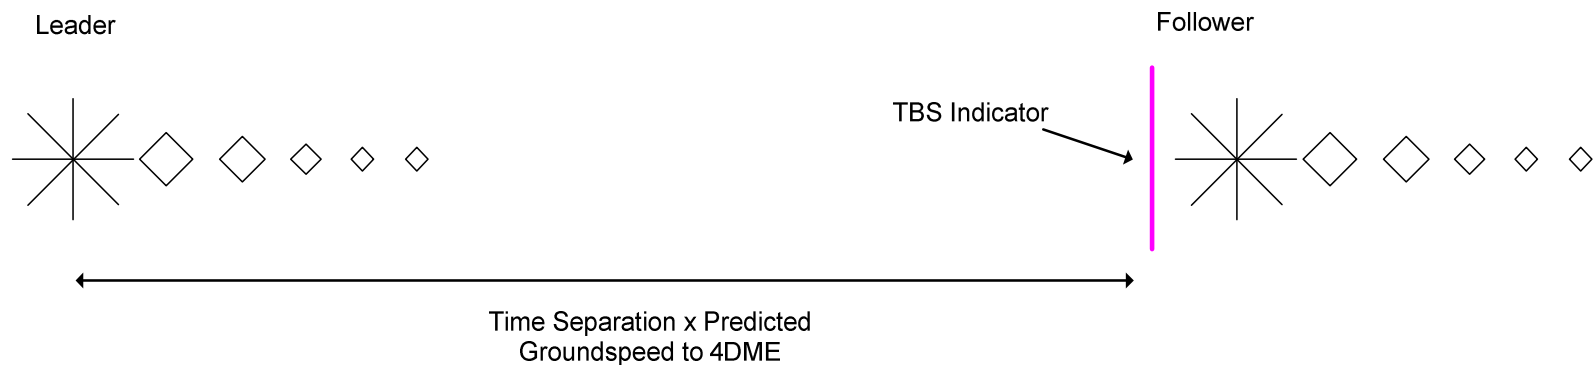 Leader
Follower
TBS Indicator
Time Separation x Predicted
Groundspeed to 4DME